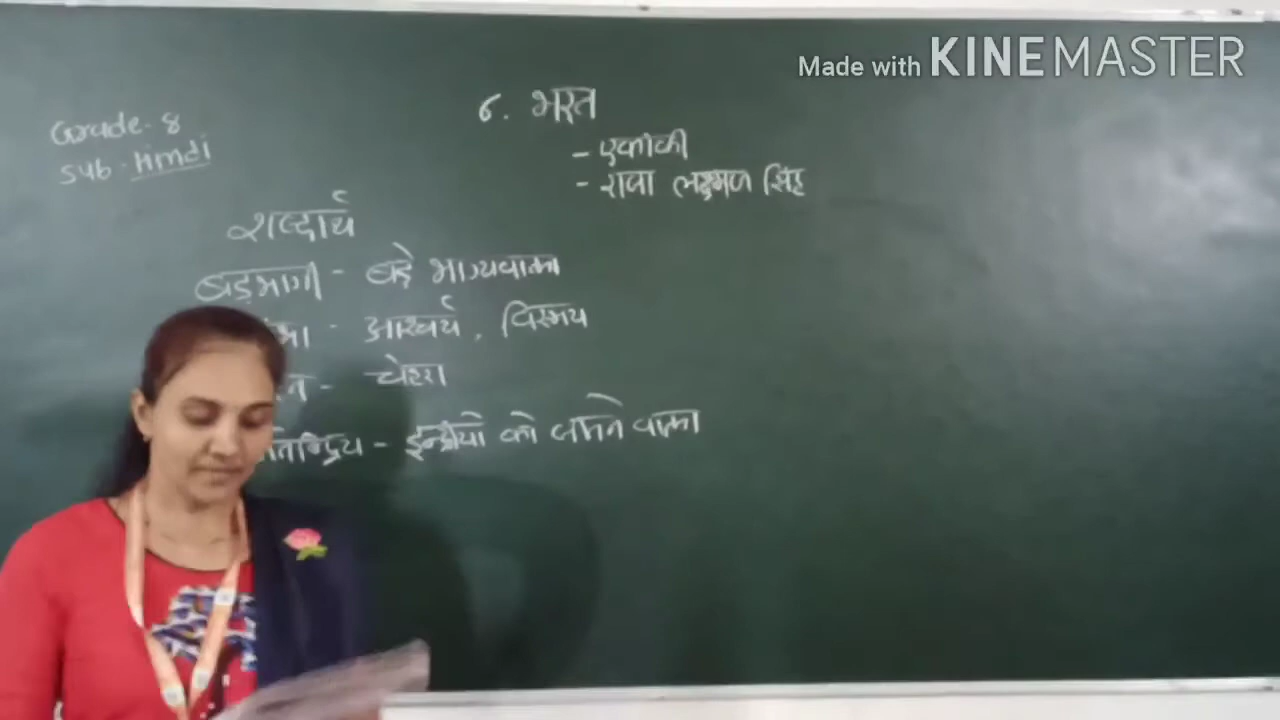 Made with KINEMASTER
Grade - 8
Sub - Hindi
६. भरत
- एकांकी
- राजा लक्ष्मण सिंह
शब्दार्थ
बड़भागी - बड़े भाग्यवाला
- आश्चर्य, विस्मय
- चेहरा
- इन्द्रीयों को जीतने वाला